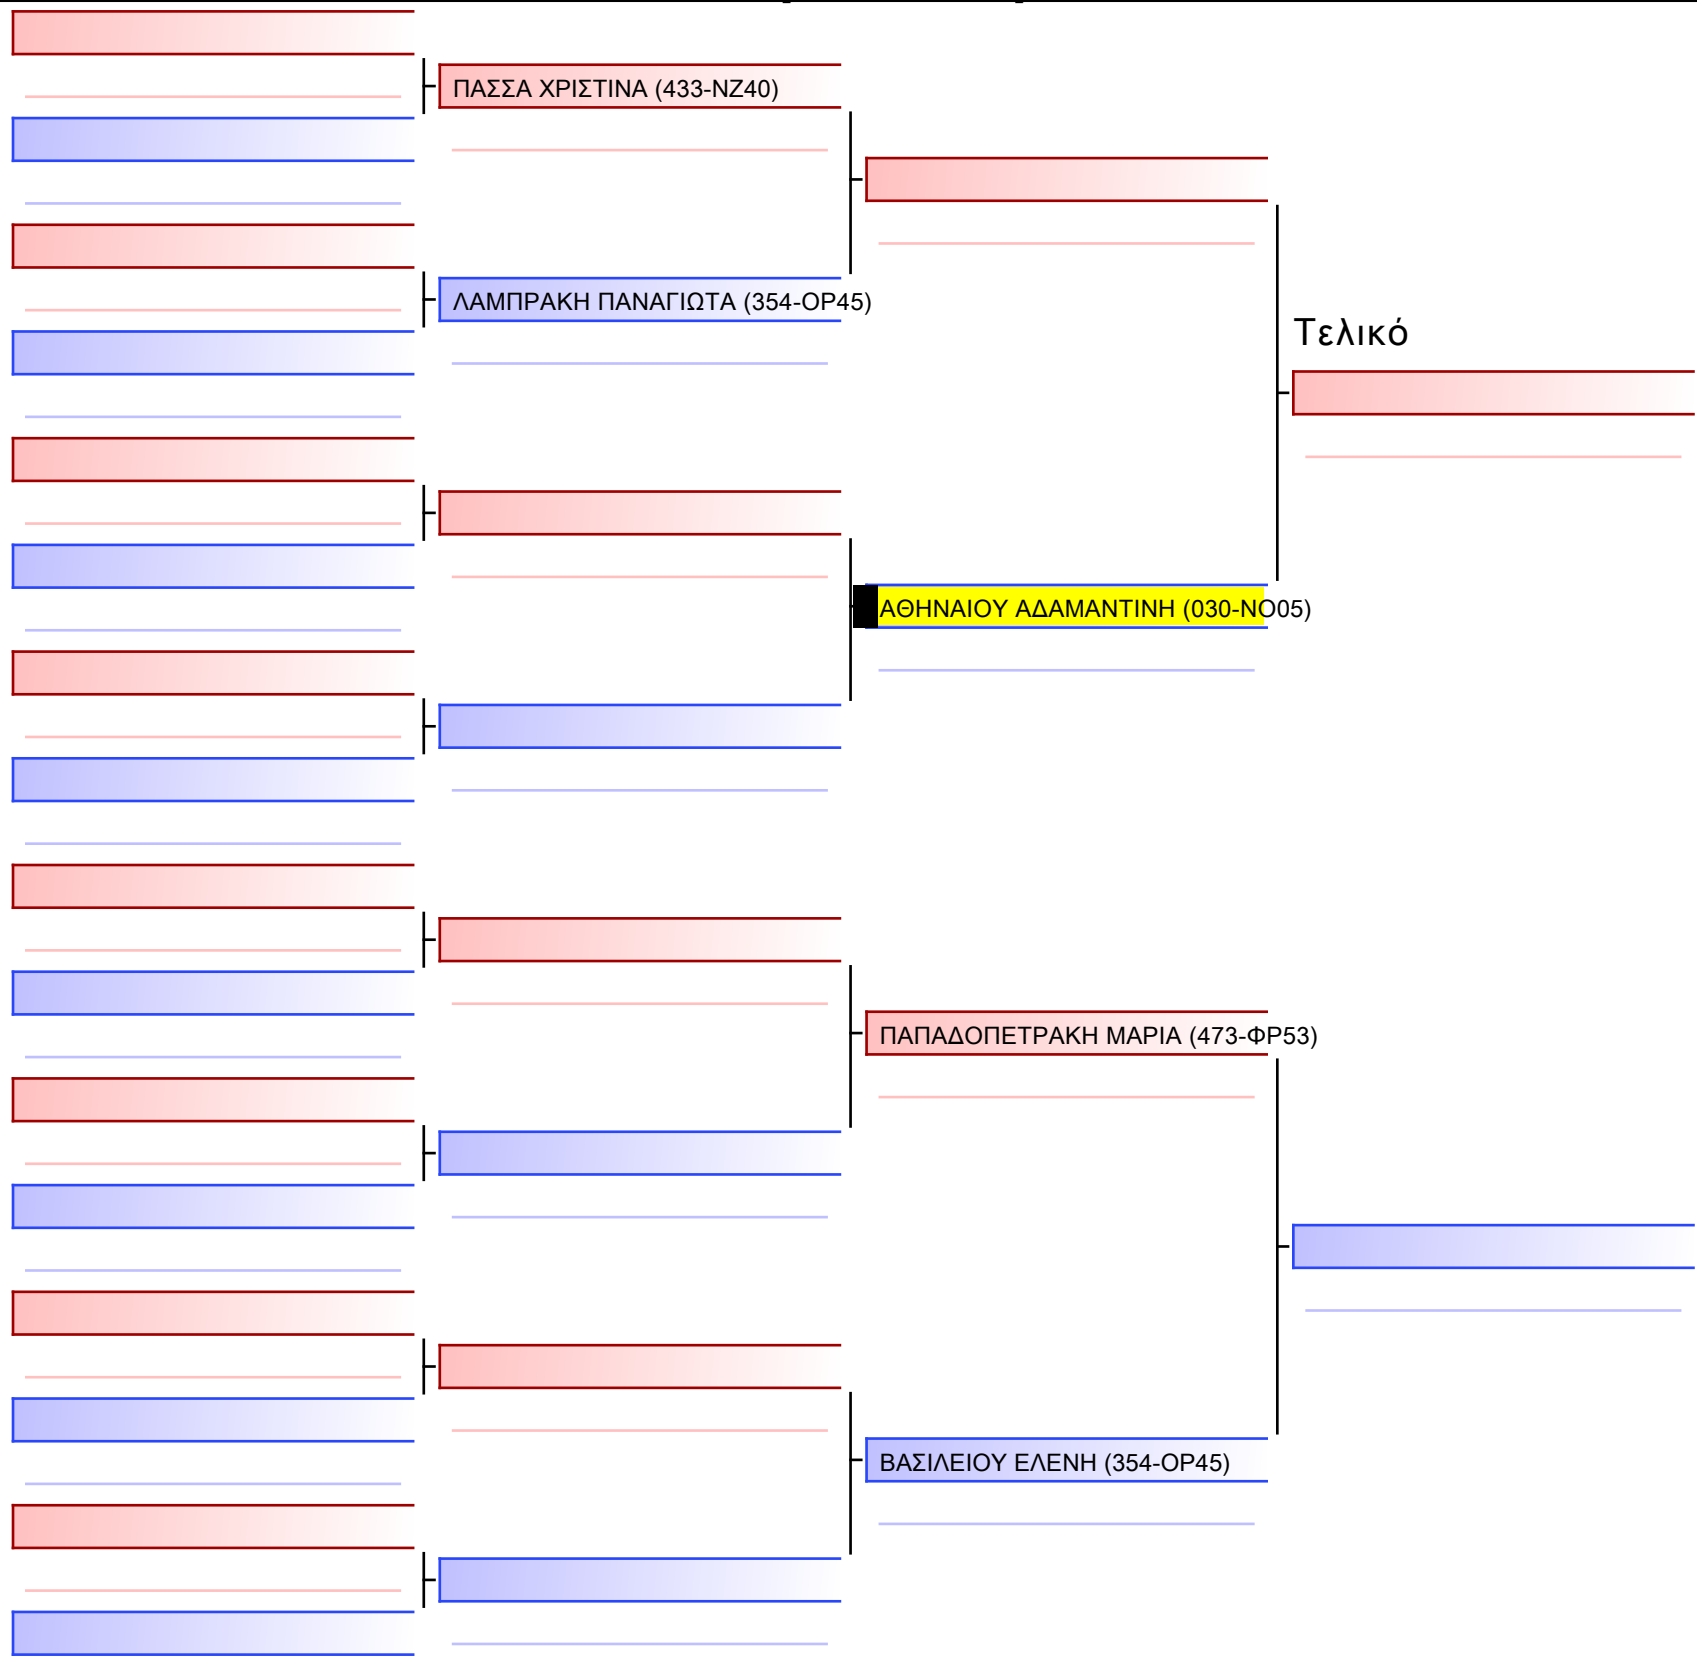 ΠΑΣΣΑ ΧΡΙΣΤΙΝΑ (433-ΝΖ40)
ΛΑΜΠΡΑΚΗ ΠΑΝΑΓΙΩΤΑ (354-ΟΡ45)
Τελικό
ΑΘΗΝΑΙΟΥ ΑΔΑΜΑΝΤΙΝΗ (030-ΝΟ05)
ΠΑΠΑΔΟΠΕΤΡΑΚΗ ΜΑΡΙΑ (473-ΦΡ53)
ΒΑΣΙΛΕΙΟΥ ΕΛΕΝΗ (354-ΟΡ45)